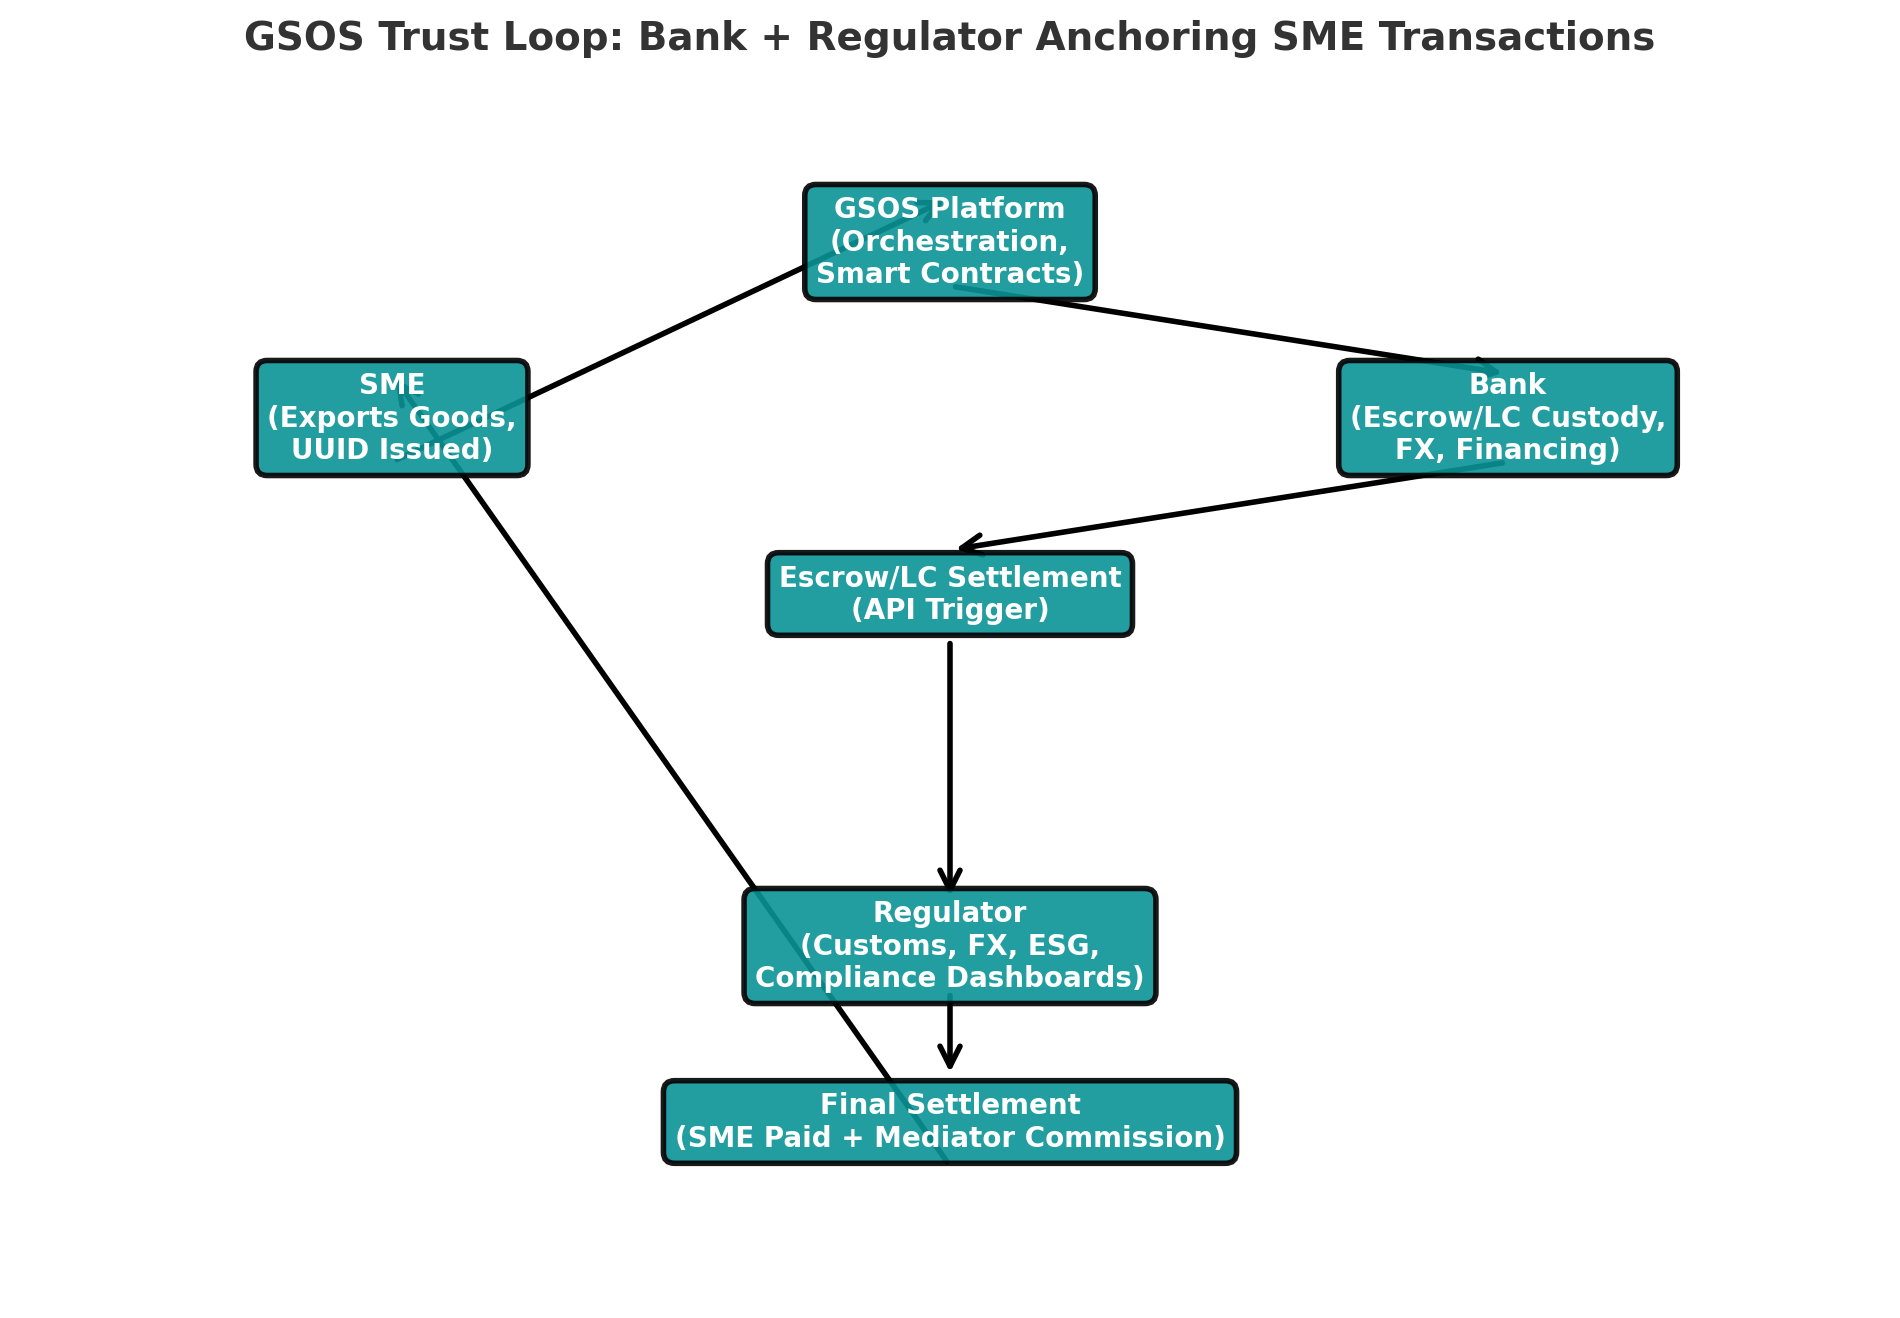 GSOS Trust Loop: Bank + Regulator Anchoring SME Transactions
GSOS Platform
(Orchestration,
Smart Contracts)
SME
(Exports Goods,
UUID Issued)
Bank
(Escrow/LC Custody,
FX, Financing)
Escrow/LC Settlement
(API Trigger)
Regulator
(Customs, FX, ESG,
Compliance Dashboards)
Final Settlement
(SME Paid + Mediator Commission)